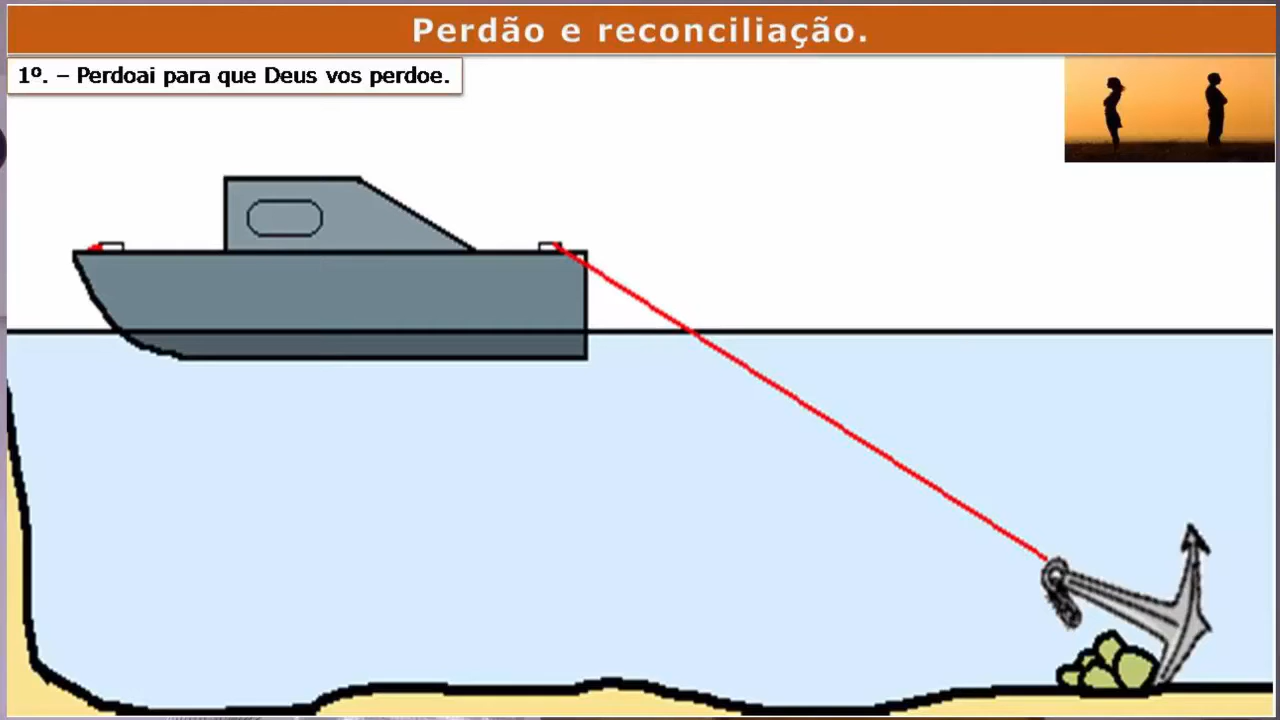 Perdão e reconciliação.
1º. – Perdoai para que Deus vos perdoe.